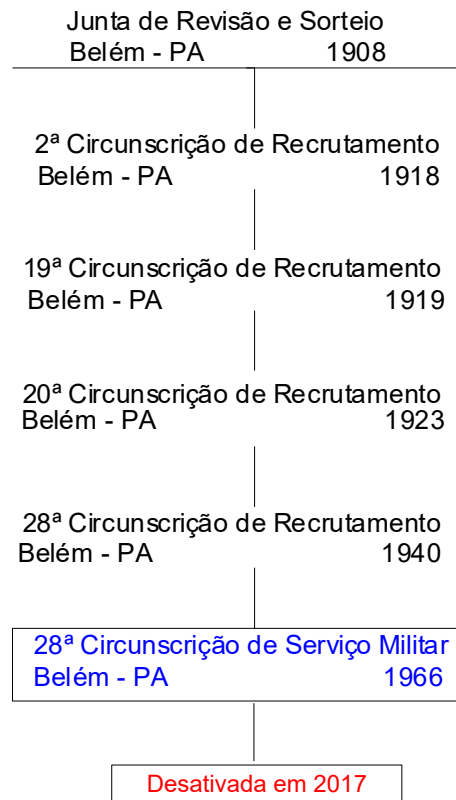 Junta de Revisão e Sorteio
Belém - PA 1908
2ª Circunscrição de Recrutamento
Belém - PA 1918
19ª Circunscrição de Recrutamento
Belém - PA 1919
20ª Circunscrição de Recrutamento
Belém - PA 1923
28ª Circunscrição de Recrutamento
Belém - PA 1940
28ª Circunscrição de Serviço Militar
Belém - PA 1966
Desativada em 2017